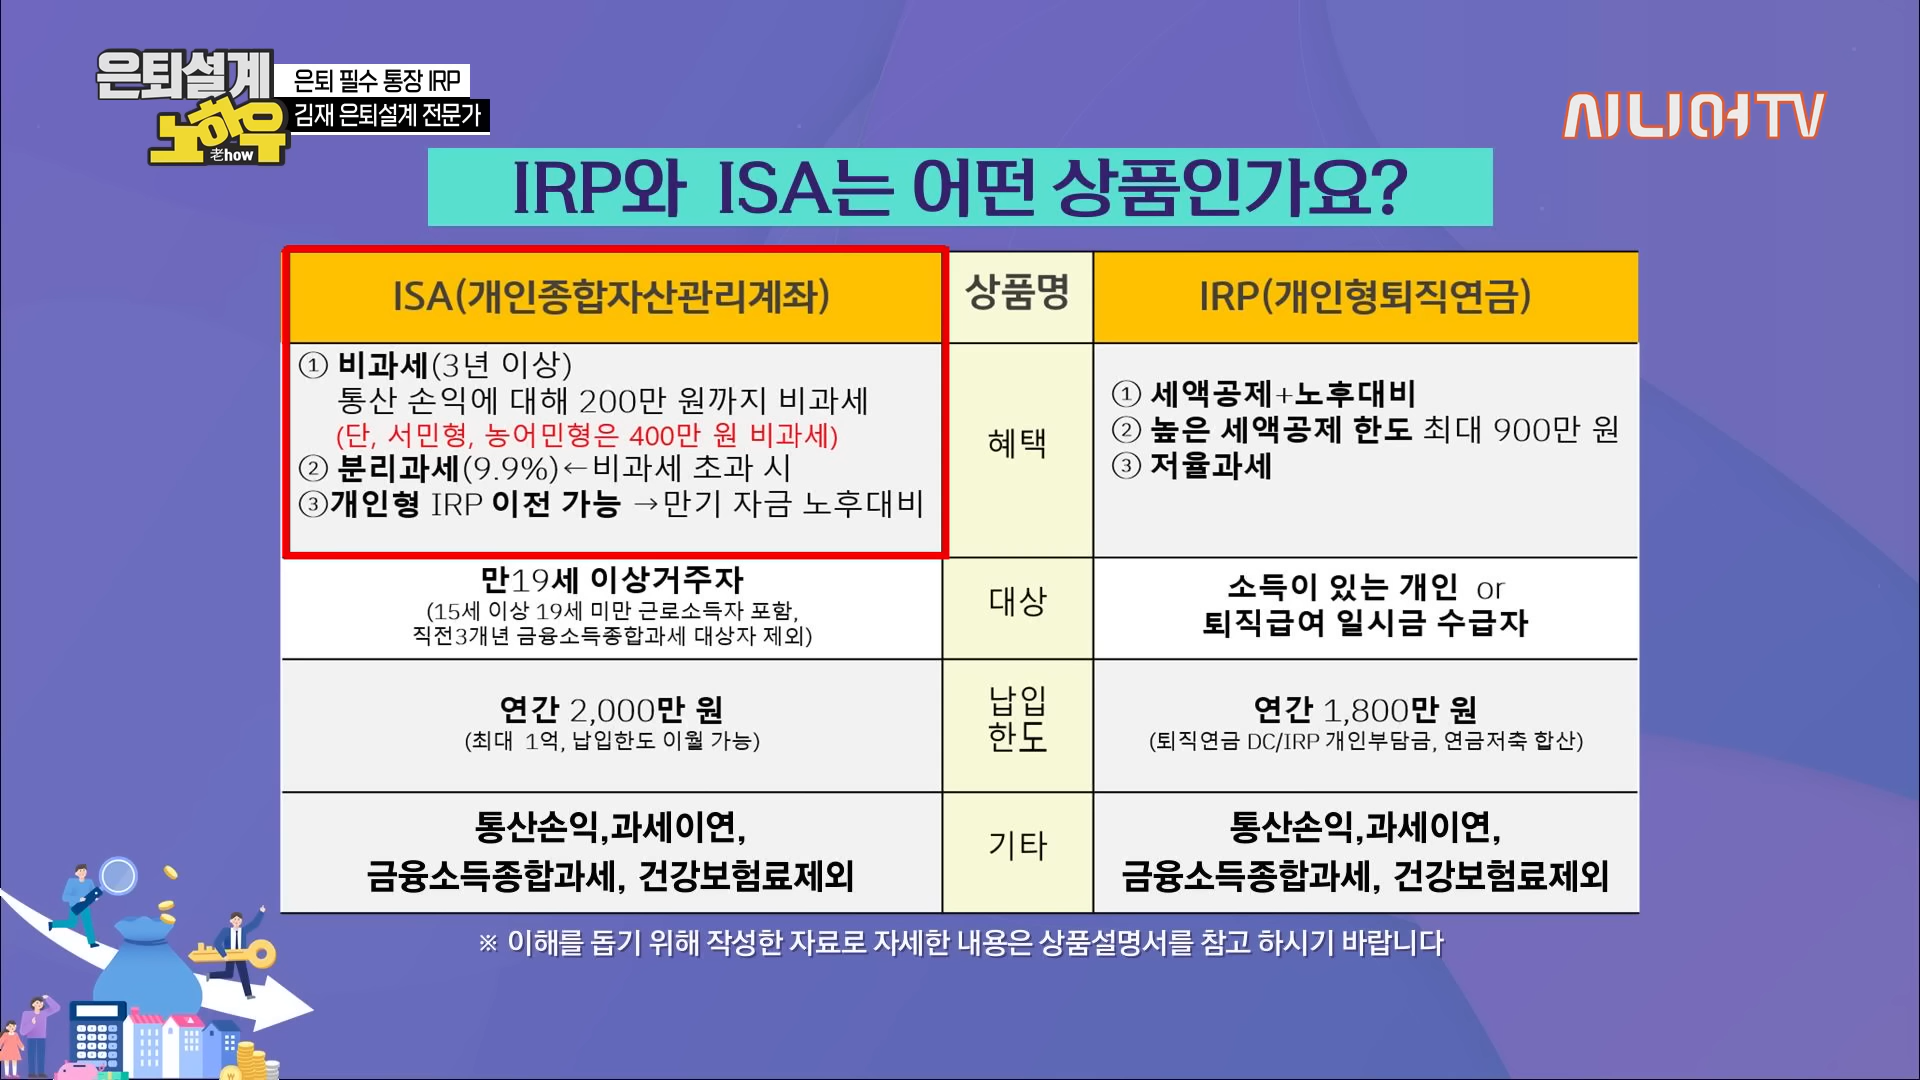 은퇴설계
노하우
老how
은퇴 필수 통장 IRP
김재 은퇴설계 전문가
시니어TV
IRP와 ISA는 어떤 상품인가요?
ISA(개인종합자산관리계좌)
상품명
IRP(개인형퇴직연금)
① 비과세(3년 이상)
통산 손익에 대해 200만 원까지 비과세
(단, 서민형, 농어민형은 400만 원 비과세)
② 분리과세(9.9%)←비과세 초과 시
③개인형 IRP 이전 가능 →만기 자금 노후대비
혜택
① 세액공제+노후대비
② 높은 세액공제 한도 최대 900만 원
③ 저율과세
만19세 이상거주자
(15세 이상 19세 미만 근로소득자 포함,
직전3개년 금융소득종합과세 대상자 제외)
대상
소득이 있는 개인 or
퇴직급여 일시금 수급자
연간 2,000만 원
(최대 1억, 납입한도 이월 가능)
납입
한도
연간 1,800만 원
(퇴직연금 DC/IRP 개인부담금, 연금저축 합산)
통산손익,과세이연,
금융소득종합과세, 건강보험료제외
기타
통산손익,과세이연,
금융소득종합과세, 건강보험료제외
※ 이해를 돕기 위해 작성한 자료로 자세한 내용은 상품설명서를 참고 하시기 바랍니다